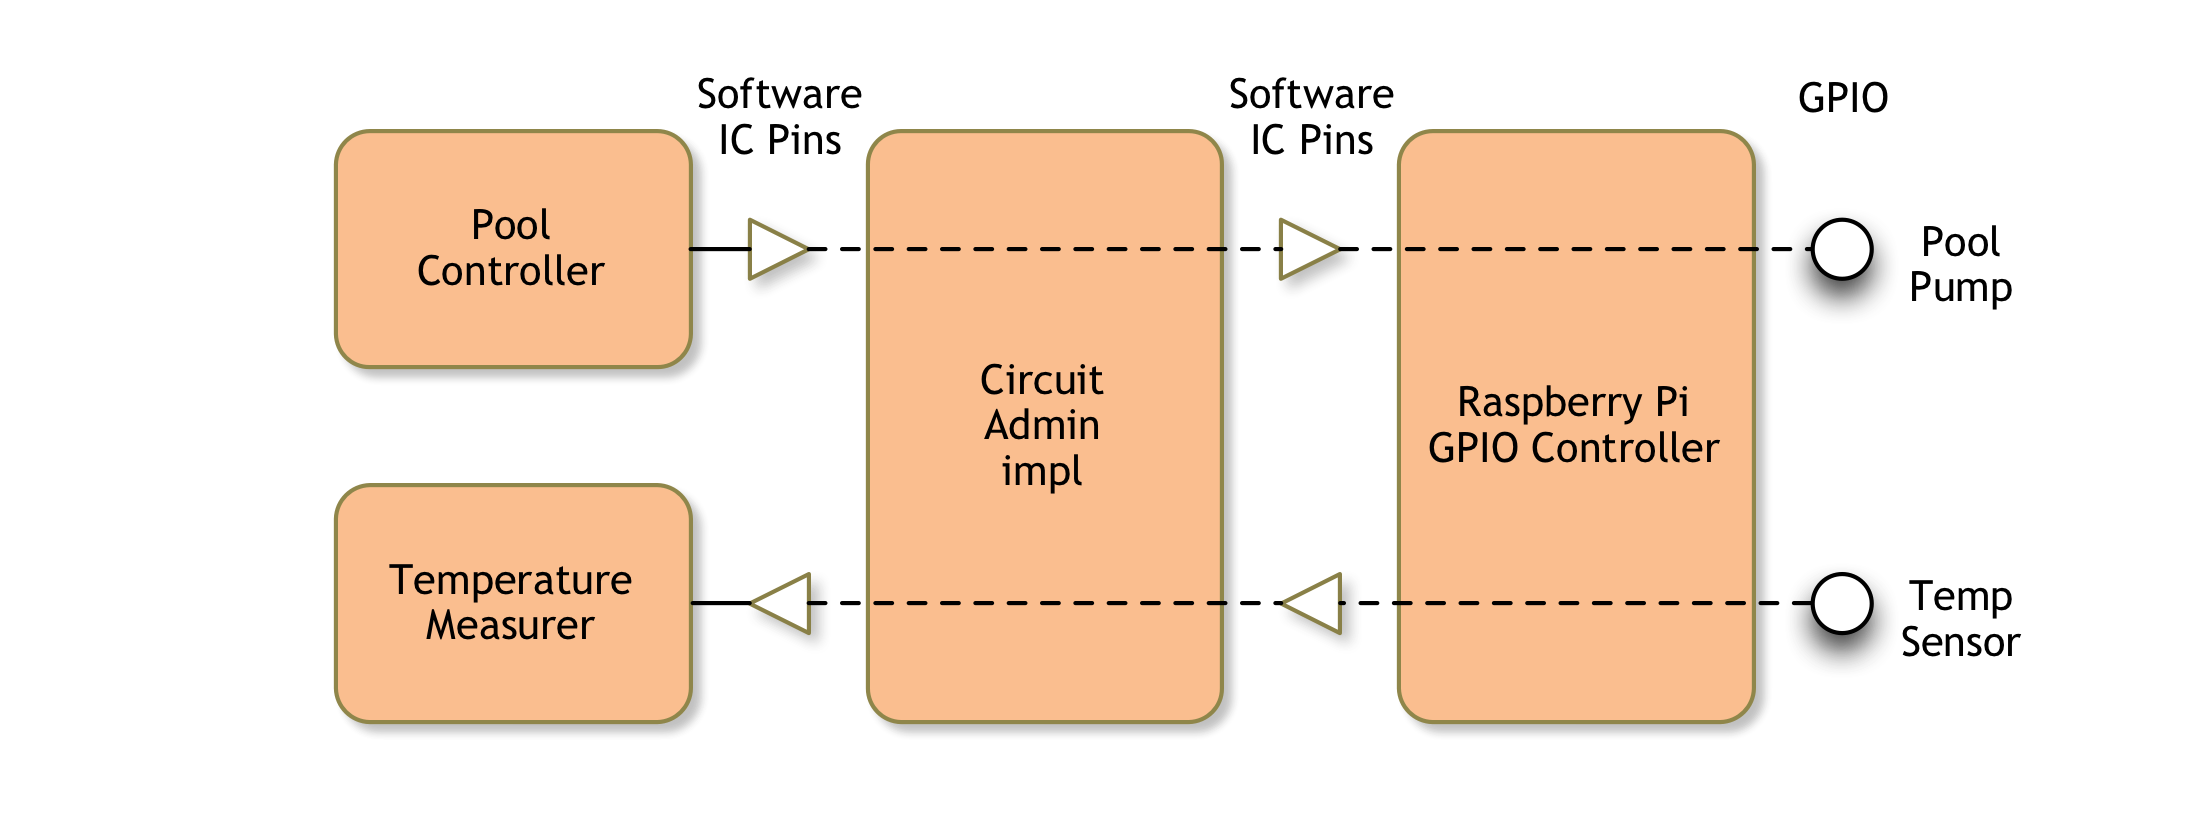 Software
IC Pins
Software
IC Pins
GPIO
Pool
Controller
Pool
Pump
Circuit
Admin
impl
Raspberry Pi
GPIO Controller
Temperature
Measurer
Temp
Sensor